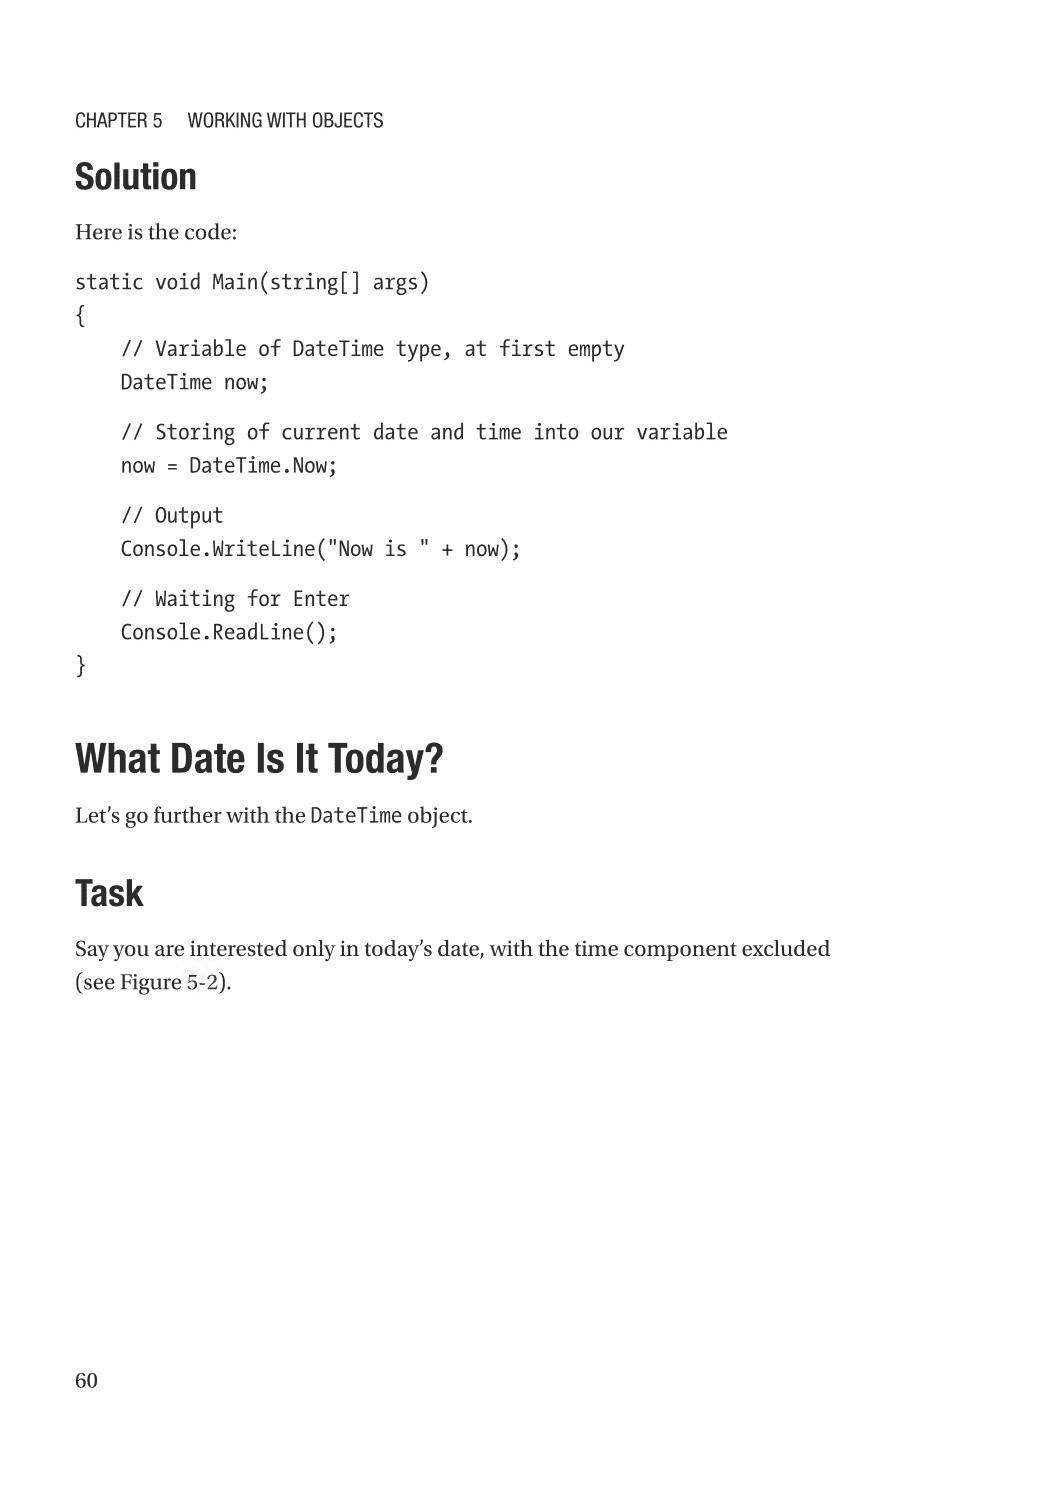 CHAPTER 5 WORKING WITH OBJECTS
Solution
Here is the code:
static void Main(string[] args)
{
    // Variable of DateTime type, at first empty
    DateTime now;
    // Storing of current date and time into our variable
    now = DateTime.Now;
    // Output
    Console.WriteLine("Now is " + now);
    // Waiting for Enter
    Console.ReadLine();
}
What Date Is It Today?
Let’s go further with the DateTime object.
Task
Say you are interested only in today’s date, with the time component excluded
(see Figure 5-2).
60